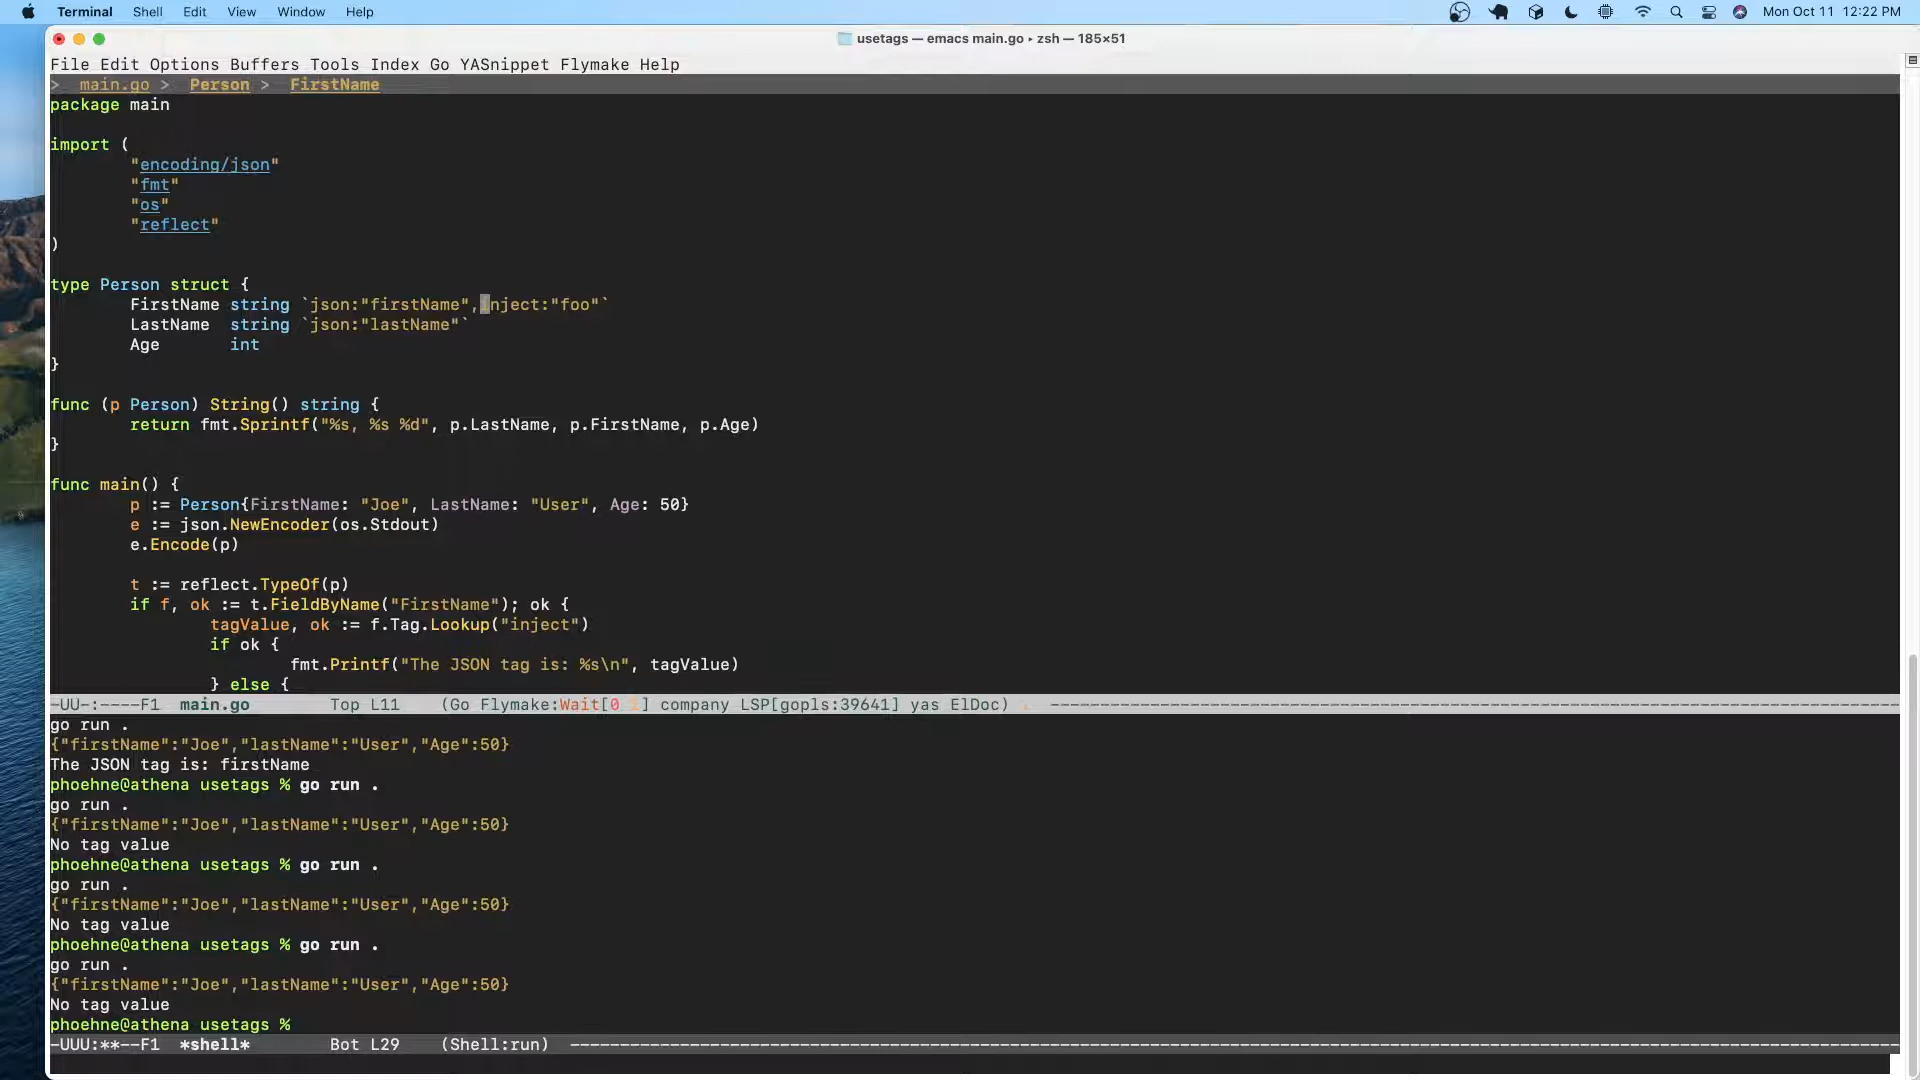 Terminal Shell Edit View Window Help Mon Oct 11 12:22 PM
usetags — emacs main.go ▸ zsh — 185×51
File Edit Options Buffers Tools Index Go YASnippet Flymake Help
> main.go > Person > FirstName
package main
import (
"encoding/json"
"fmt"
"os"
"reflect"
)
type Person struct {
FirstName string `json:"firstName",inject:"foo"`
LastName string `json:"lastName"`
Age int
}
func (p Person) String() string {
return fmt.Sprintf("%s, %s %d", p.LastName, p.FirstName, p.Age)
}
func main() {
p := Person{FirstName: "Joe", LastName: "User", Age: 50}
e := json.NewEncoder(os.Stdout)
e.Encode(p)
t := reflect.TypeOf(p)
if f, ok := t.FieldByName("FirstName"); ok {
tagValue, ok := f.Tag.Lookup("inject")
if ok {
fmt.Printf("The JSON tag is: %s\n", tagValue)
} else {
-UU-:----F1 main.go Top L11 (Go Flymake:Wait[0 ] company LSP[gopls:39641] yas ElDoc)
go run .
{"firstName":"Joe","lastName":"User","Age":50}
The JSON tag is: firstName
phoehne@athena usetags % go run .
go run .
{"firstName":"Joe","lastName":"User","Age":50}
No tag value
phoehne@athena usetags % go run .
go run .
{"firstName":"Joe","lastName":"User","Age":50}
No tag value
phoehne@athena usetags % go run .
go run .
{"firstName":"Joe","lastName":"User","Age":50}
No tag value
phoehne@athena usetags %
-UUU:**--F1 *shell* Bot L29 (Shell:run)